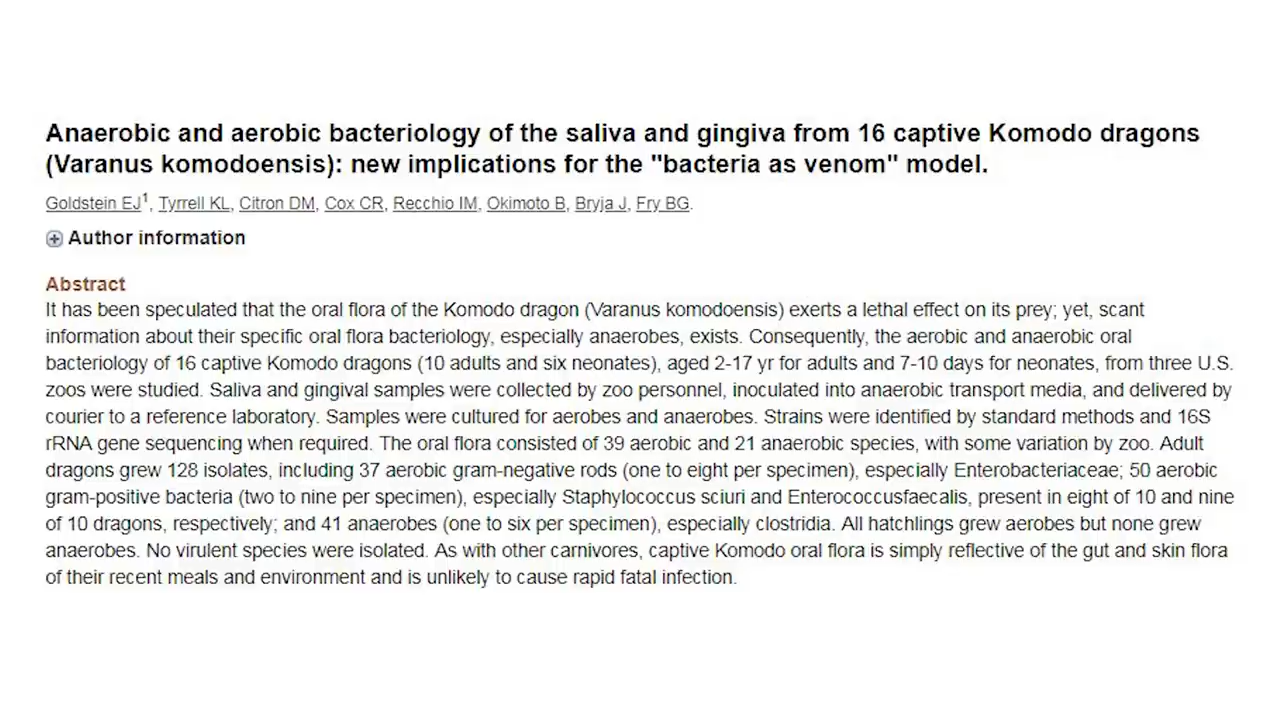 Anaerobic and aerobic bacteriology of the saliva and gingiva from 16 captive Komodo dragons
(Varanus komodoensis): new implications for the "bacteria as venom" model.
Goldstein EJ1, Tyrrell KL, Citron DM, Cox CR, Recchio IM, Okimoto B, Bryja J, Fry BG.
Author information
Abstract
It has been speculated that the oral flora of the Komodo dragon (Varanus komodoensis) exerts a lethal effect on its prey; yet, scant
information about their specific oral flora bacteriology, especially anaerobes, exists. Consequently, the aerobic and anaerobic oral
bacteriology of 16 captive Komodo dragons (10 adults and six neonates), aged 2-17 yr for adults and 7-10 days for neonates, from three U.S.
zoos were studied. Saliva and gingival samples were collected by zoo personnel, inoculated into anaerobic transport media, and delivered by
courier to a reference laboratory. Samples were cultured for aerobes and anaerobes. Strains were identified by standard methods and 16S
rRNA gene sequencing when required. The oral flora consisted of 39 aerobic and 21 anaerobic species, with some variation by zoo. Adult
dragons grew 128 isolates, including 37 aerobic gram-negative rods (one to eight per specimen), especially Enterobacteriaceae; 50 aerobic
gram-positive bacteria (two to nine per specimen), especially Staphylococcus sciuri and Enterococcusfaecalis, present in eight of 10 and nine
of 10 dragons, respectively; and 41 anaerobes (one to six per specimen), especially clostridia. All hatchlings grew aerobes but none grew
anaerobes. No virulent species were isolated. As with other carnivores, captive Komodo oral flora is simply reflective of the gut and skin flora
of their recent meals and environment and is unlikely to cause rapid fatal infection.